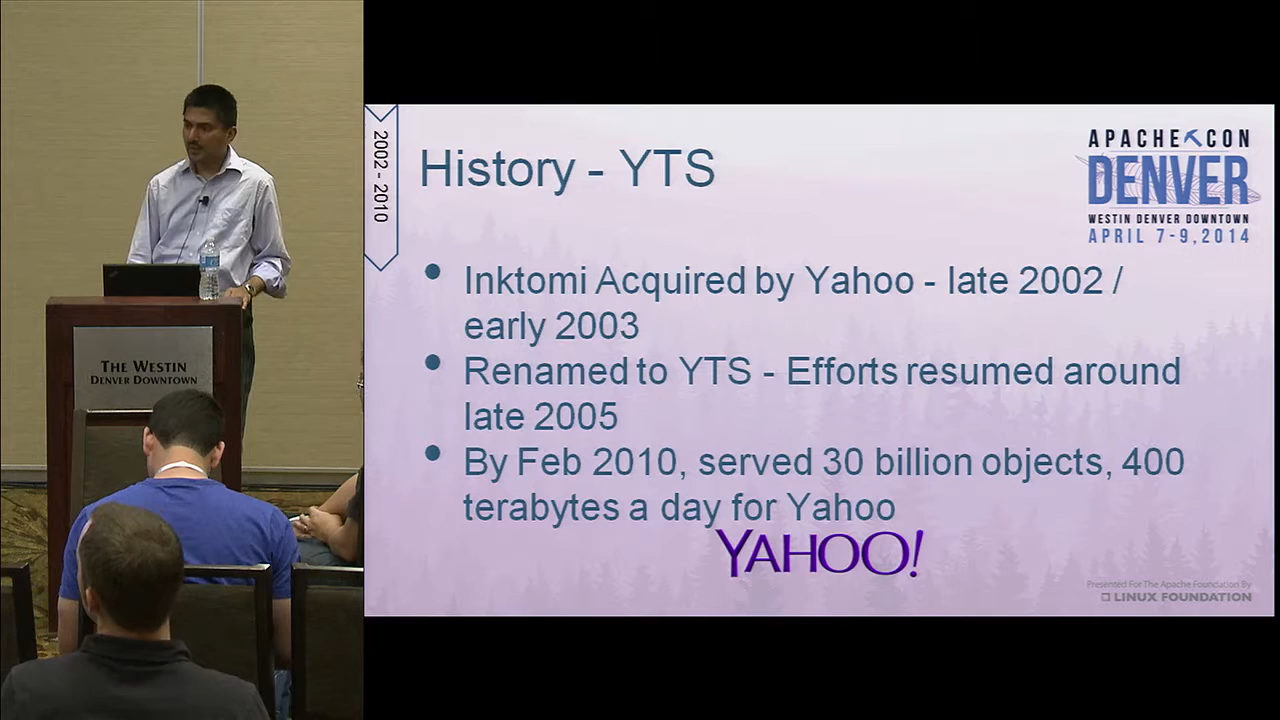 THE WESTIN
DENVER DOWNTOWN
2002 - 2010
History - YTS
APACHE CON
DENVER
WESTIN DENVER DOWNTOWN
APRIL 7-9, 2014
• Inktomi Acquired by Yahoo - late 2002 /
early 2003
• Renamed to YTS - Efforts resumed around
late 2005
• By Feb 2010, served 30 billion objects, 400
terabytes a day for Yahoo
YAHOO!
Presented For The Apache Foundation By
LINUX FOUNDATION